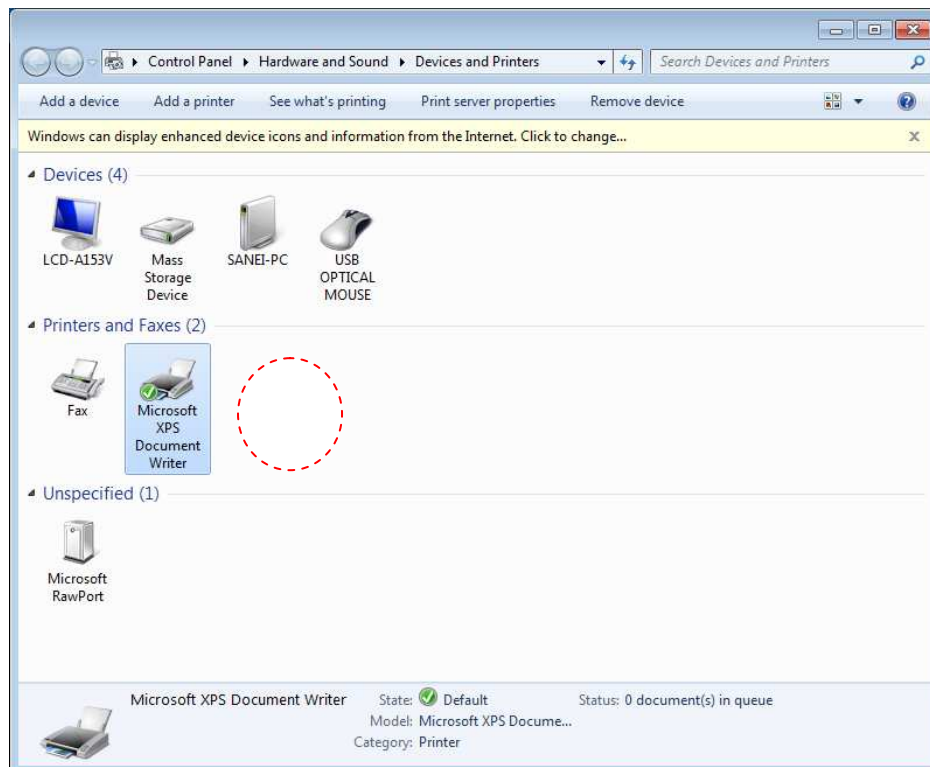 Control Panel Hardware and Sound Devices and Printers Search Devices and Printers
Add a device Add a printer See what's printing Print server properties Remove device
Windows can display enhanced device icons and information from the Internet. Click to change...
Devices (4)
LCD-A153V
Mass
Storage
Device
SANEI-PC
USB
OPTICAL
MOUSE
Printers and Faxes (2)
Fax
Microsoft
XPS
Document
Writer
Unspecified (1)
Microsoft
RawPort
Microsoft XPS Document Writer State: Default Status: 0 document(s) in queue
Model: Microsoft XPS Docume...
Category: Printer